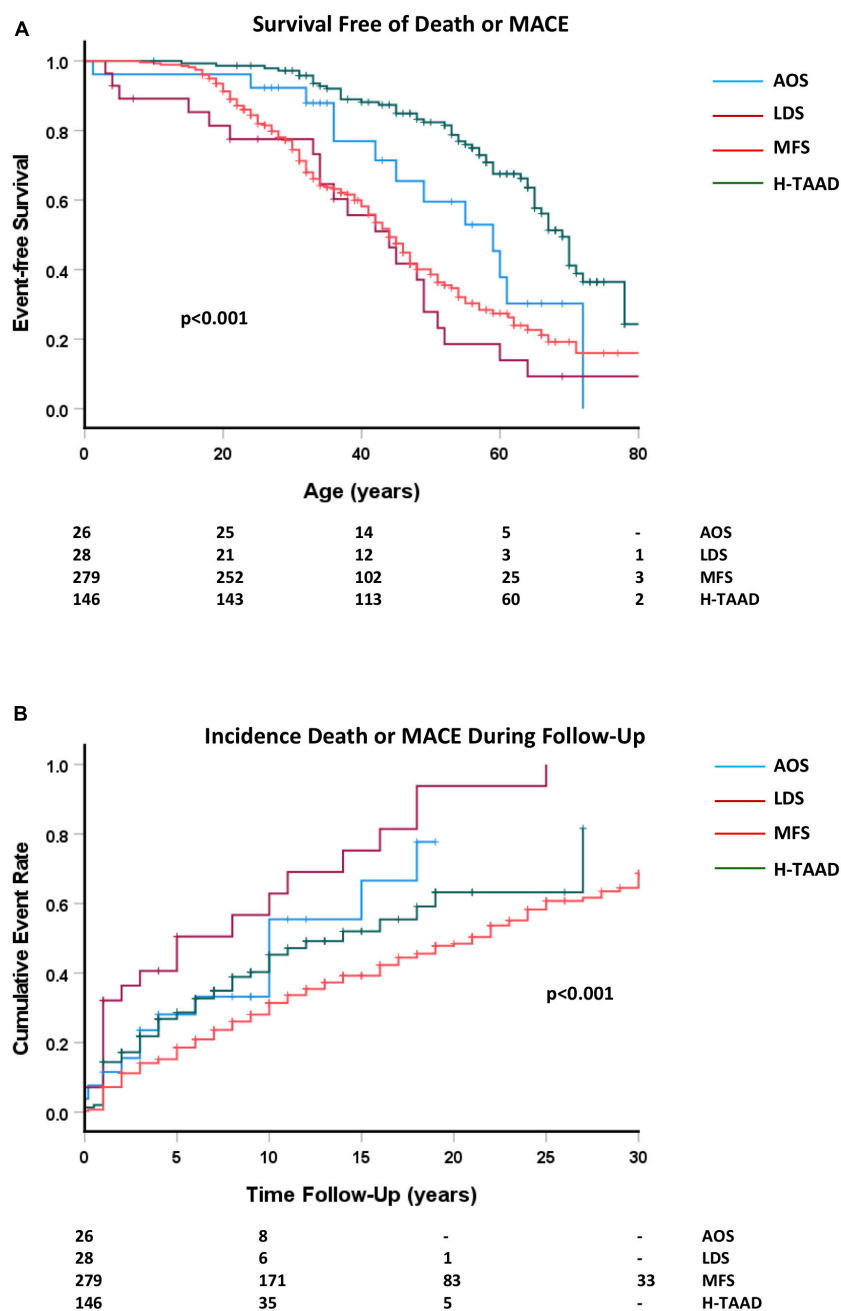 A
Survival Free of Death or MACE
Event-free Survival
1.0
0.8
0.6
0.4
0.2
0.0
p<0.001
0 20 40 60 80
Age (years)
AOS
LDS
MFS
H-TAAD
26 25 14 5 - AOS
28 21 12 3 1 LDS
279 252 102 25 3 MFS
146 143 113 60 2 H-TAAD
B
Incidence Death or MACE During Follow-Up
Cumulative Event Rate
1.0
0.8
0.6
0.4
0.2
0.0
p<0.001
0 5 10 15 20 25 30
Time Follow-Up (years)
AOS
LDS
MFS
H-TAAD
26 8 - - AOS
28 6 1 - LDS
279 171 83 33 MFS
146 35 5 - H-TAAD